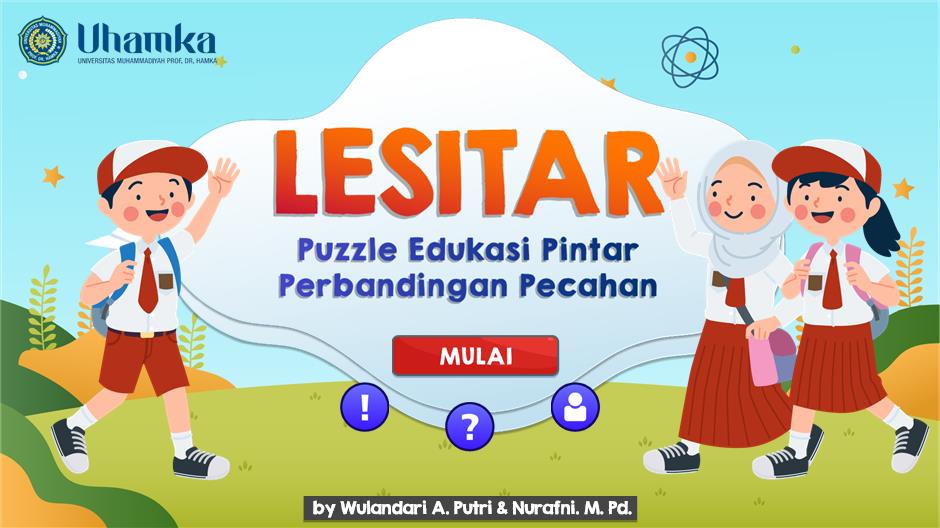 Uhamka
UNIVERSITAS MUHAMMADIYAH PROF. DR. HAMKA
LESITAR
Puzzle Edukasi Pintar
Perbandingan Pecahan
MULAI
!
?
by Wulandari A. Putri & Nurafni. M. Pd.